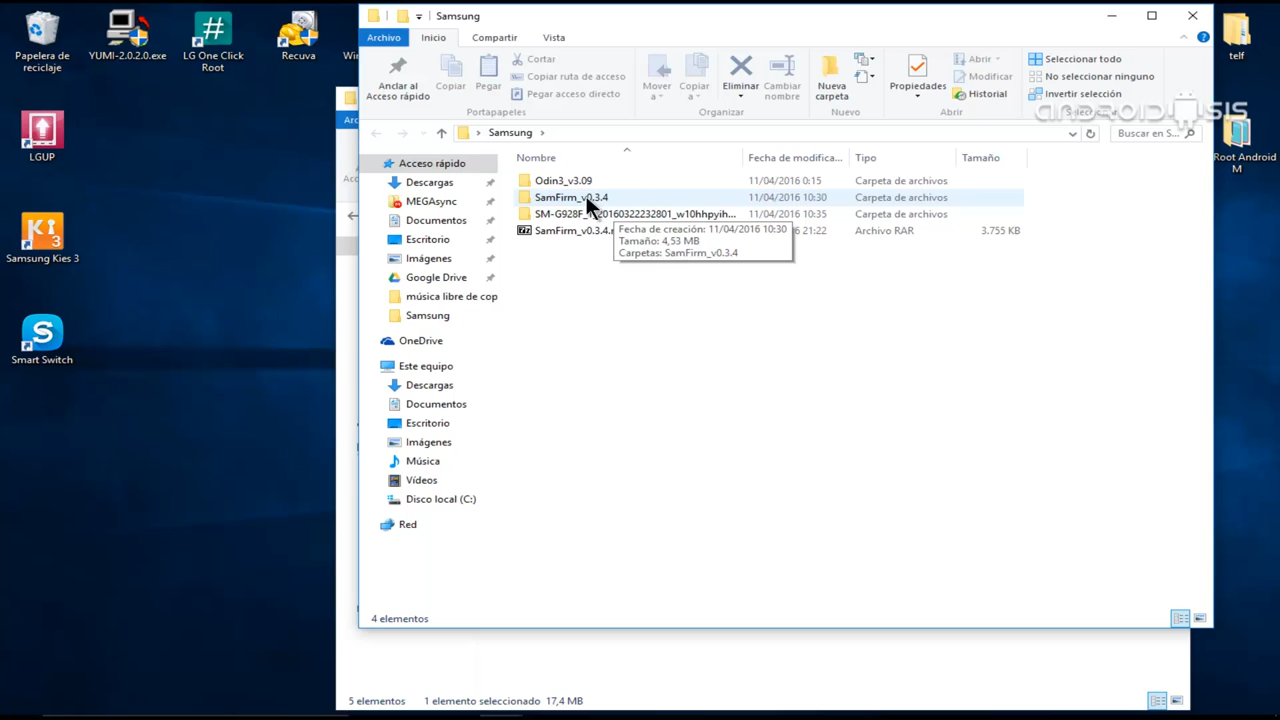 Papelera de
reciclaje
YUMI-2.0.2.0.exe
LG One Click
Root
Recuva
LGUP
Samsung Kies 3
Smart Switch
telf
Root Android
M
Samsung
Archivo
Inicio
Compartir
Vista
Anclar al
Acceso rápido
Copiar
Pegar
Cortar
Copiar ruta de acceso
Pegar acceso directo
Portapapeles
Mover
a
Copiar
a
Eliminar
Cambiar
nombre
Organizar
Nueva
carpeta
Propiedades
Abrir
Modificar
Historial
Abrir
Seleccionar todo
No seleccionar ninguno
Invertir selección
ANDROIDSIS
Samsung
Buscar en S...
Acceso rápido
Descargas
MEGAsync
Documentos
Escritorio
Imágenes
Google Drive
música libre de cop
Samsung
OneDrive
Este equipo
Descargas
Documentos
Escritorio
Imágenes
Música
Vídeos
Disco local (C:)
Red
Nombre Fecha de modifica... Tipo Tamaño
Odin3_v3.09 11/04/2016 0:15 Carpeta de archivos
SamFirm_v0.3.4 11/04/2016 10:30 Carpeta de archivos
20160322232801_w10hhpyih... 11/04/2016 10:35 Carpeta de archivos
SamFirm_v0.3.4. 21:22 Archivo RAR 3.755 KB
Fecha de creación: 11/04/2016 10:30
Tamaño: 4,53 MB
Carpetas: SamFirm_v0.3.4
4 elementos
5 elementos 1 elemento seleccionado 17,4 MB